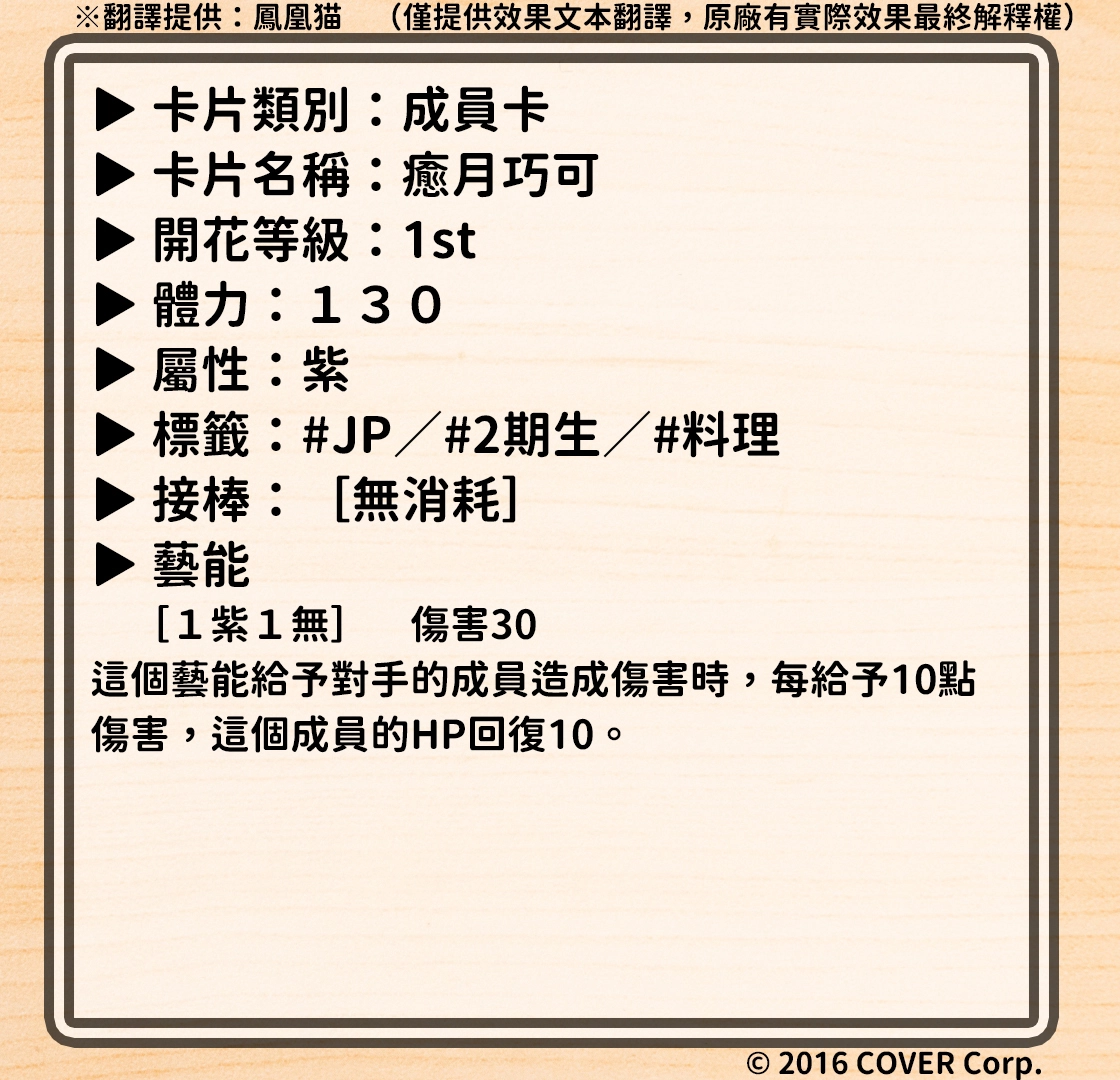 ※翻譯提供：鳳凰猫　（僅提供效果文本翻譯，原廠有實際效果最終解釋權）
▶ 卡片類別：成員卡
▶ 卡片名稱：癒月巧可
▶ 開花等級：1st
▶ 體力：１３０
▶ 屬性：紫
▶ 標籤：#JP／#2期生／#料理
▶ 接棒：［無消耗］
▶ 藝能
［１紫１無］　傷害30
這個藝能給予對手的成員造成傷害時，每給予10點
傷害，這個成員的HP回復10。
© 2016 COVER Corp.